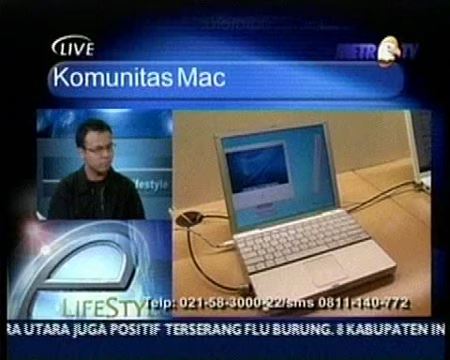 LIVE
METRO TV
Komunitas Mac
lifestyle
e
LIFESTYLE
Telp: 021-58-3000-22/sms 0811-140-772
RA UTARA JUGA POSITIF TERSERANG FLU BURUNG. 8 KABUPATEN IN